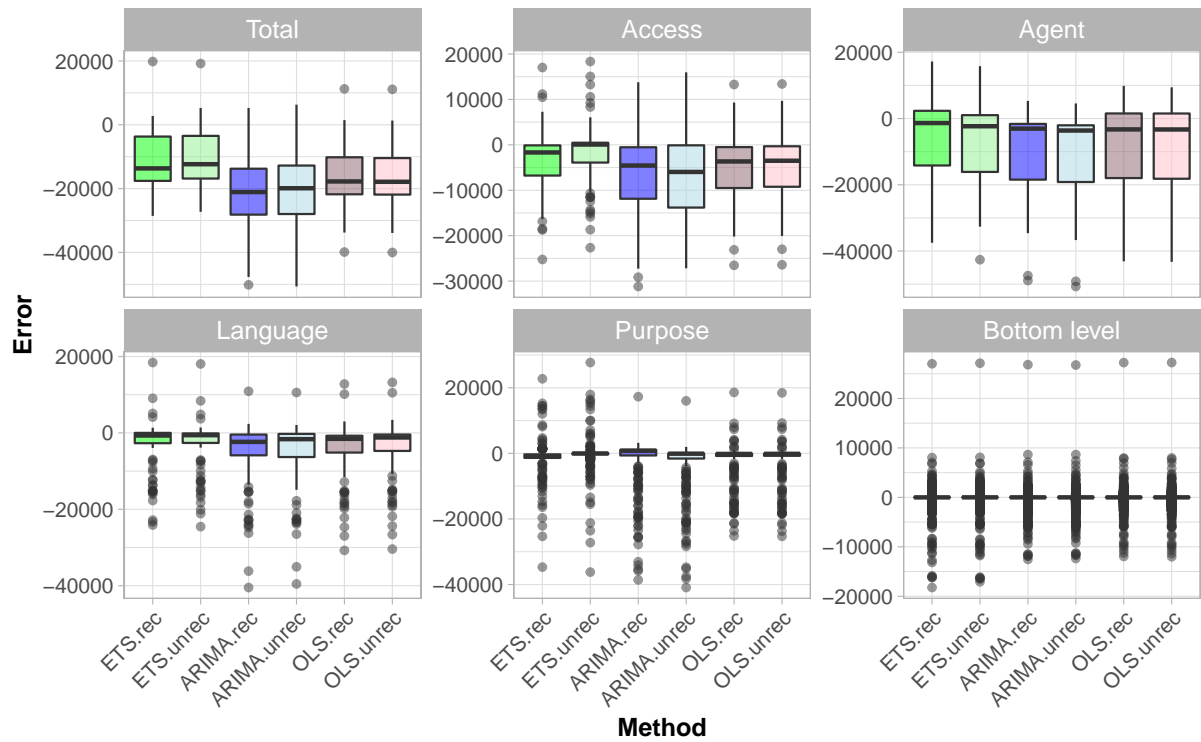 Total
Access
Agent
20000
0
−20000
−40000
20000
10000
0
−10000
−20000
−30000
20000
0
−20000
−40000
Error
Language
Purpose
Bottom level
20000
0
−20000
−40000
20000
0
−20000
−40000
20000
10000
0
−10000
−20000
ETS.rec
ETS.unrec
ARIMA.rec
ARIMA.unrec
OLS.rec
OLS.unrec
ETS.rec
ETS.unrec
ARIMA.rec
ARIMA.unrec
OLS.rec
OLS.unrec
ETS.rec
ETS.unrec
ARIMA.rec
ARIMA.unrec
OLS.rec
OLS.unrec
Method